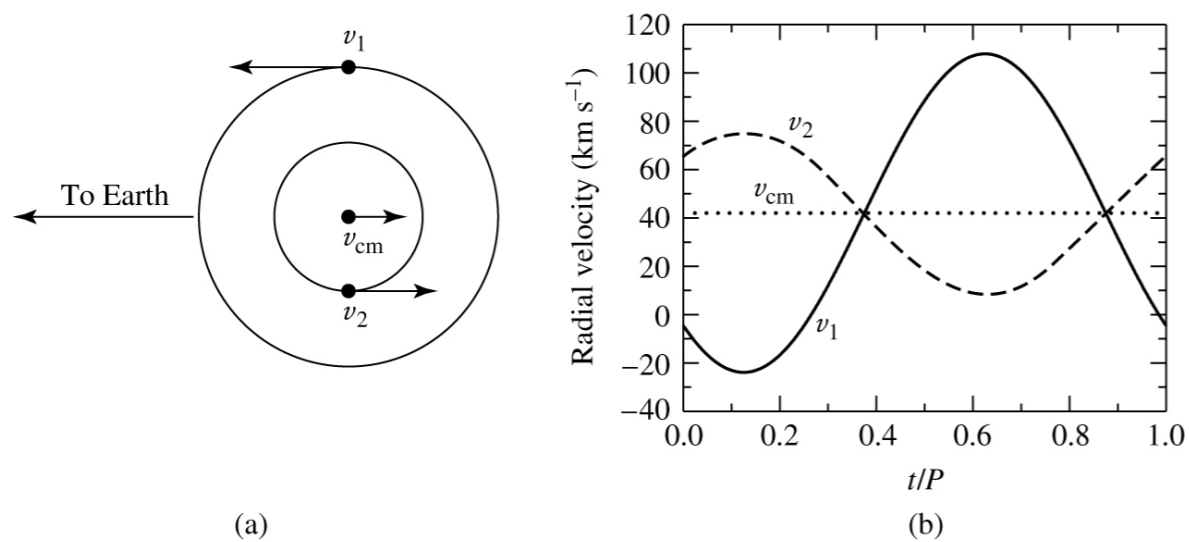 v1
To Earth
vcm
v2
(a)
Radial velocity (km s−1)
120
100
80
60
40
20
0
−20
−40
v2
vcm
v1
0.0 0.2 0.4 0.6 0.8 1.0
t/P
(b)